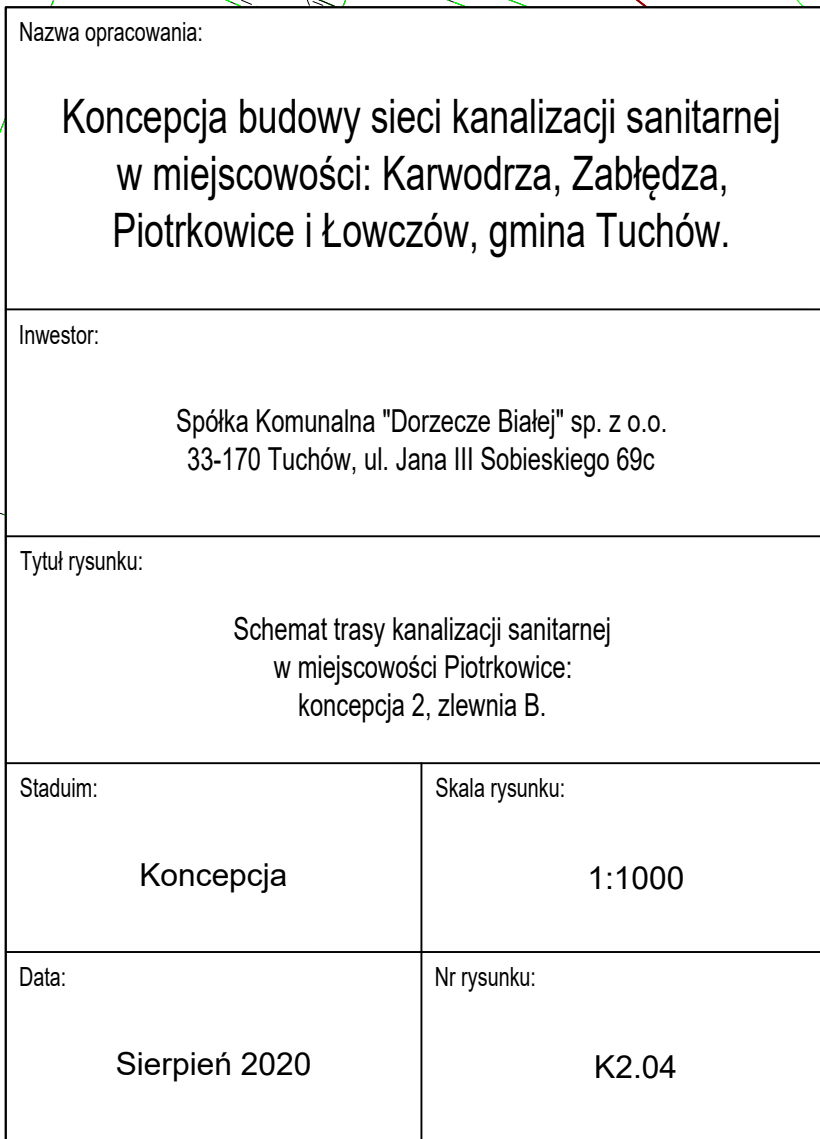 Nazwa opracowania:
Koncepcja budowy sieci kanalizacji sanitarnej
w miejscowości: Karwodrza, Zabłędza,
Piotrkowice i Łowczów, gmina Tuchów.
Inwestor:
Spółka Komunalna "Dorzecze Białej" sp. z o.o.
33-170 Tuchów, ul. Jana III Sobieskiego 69c
Tytuł rysunku:
Schemat trasy kanalizacji sanitarnej
w miejscowości Piotrkowice:
koncepcja 2, zlewnia B.
Staduim:
Koncepcja
Skala rysunku:
1:1000
Data:
Sierpień 2020
Nr rysunku:
K2.04